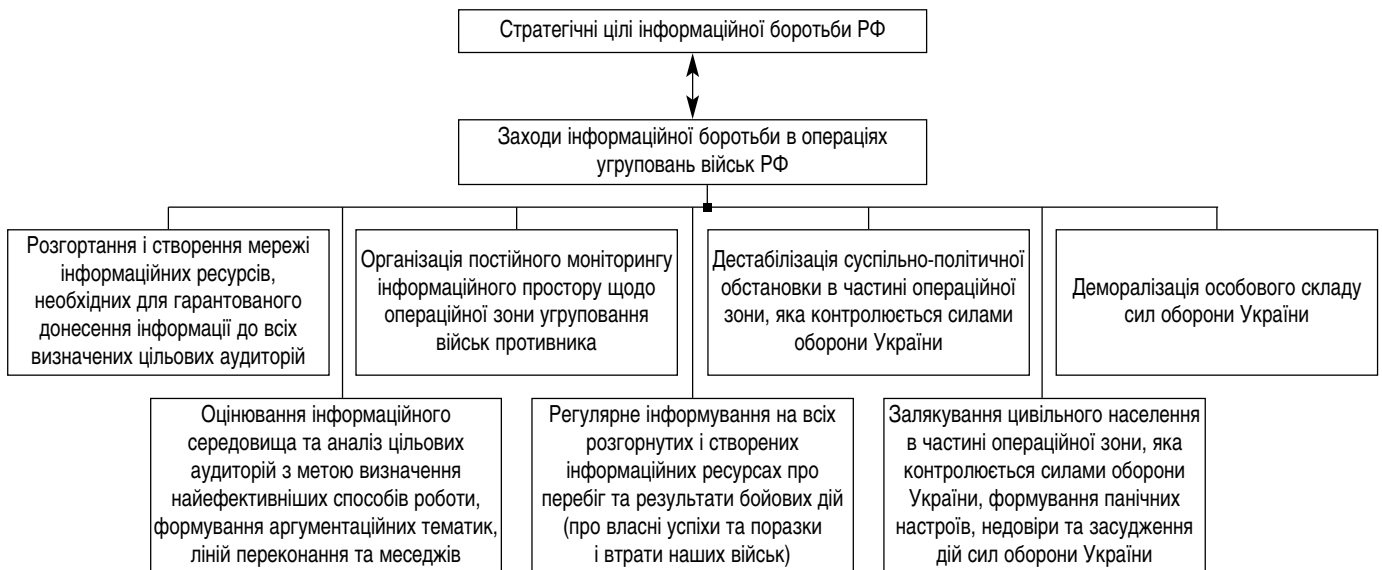 Стратегічні цілі інформаційної боротьби РФ
Заходи інформаційної боротьби в операціях
угруповань військ РФ
Розгортання і створення мережі
інформаційних ресурсів,
необхідних для гарантованого
донесення інформації до всіх
визначених цільових аудиторій
Організація постійного моніторингу
інформаційного простору щодо
операційної зони угруповання
військ противника
Дестабілізація суспільно-політичної
обстановки в частині операційної
зони, яка контролюється силами
оборони України
Деморалізація особового складу
сил оборони України
Оцінювання інформаційного
середовища та аналіз цільових
аудиторій з метою визначення
найефективніших способів роботи,
формування аргументаційних тематик,
ліній переконання та меседжів
Регулярне інформування на всіх
розгорнутих і створених
інформаційних ресурсах про
перебіг та результати бойових дій
(про власні успіхи та поразки
і втрати наших військ)
Залякування цивільного населення
в частині операційної зони, яка
контролюється силами оборони
України, формування панічних
настроїв, недовіри та засудження
дій сил оборони України